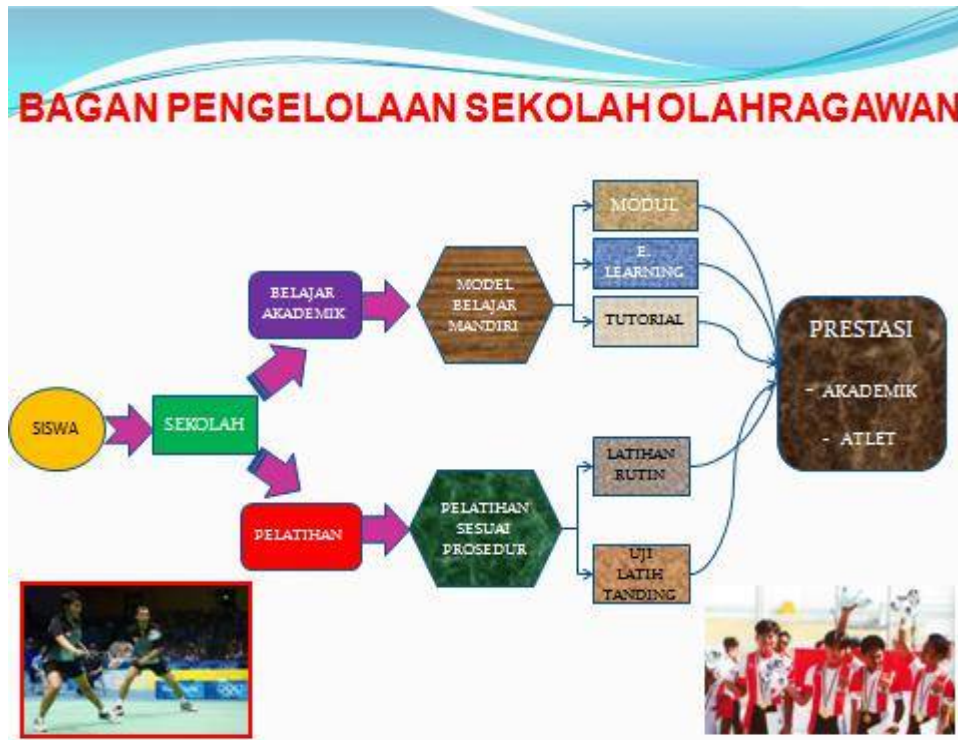 BAGAN PENGELOLAAN SEKOLAH OLAHRAGAWAN
SISWA
SEKOLAH
BELAJAR
AKADEMIK
MODEL
BELAJAR
MANDIRI
MODUL
E.
LEARNING
TUTORIAL
PELATIHAN
PELATIHAN
SESUAI
PROSEDUR
LATIHAN
RUTIN
UJI
LATIH
TANDING
PRESTASI
- AKADEMIK
- ATLET